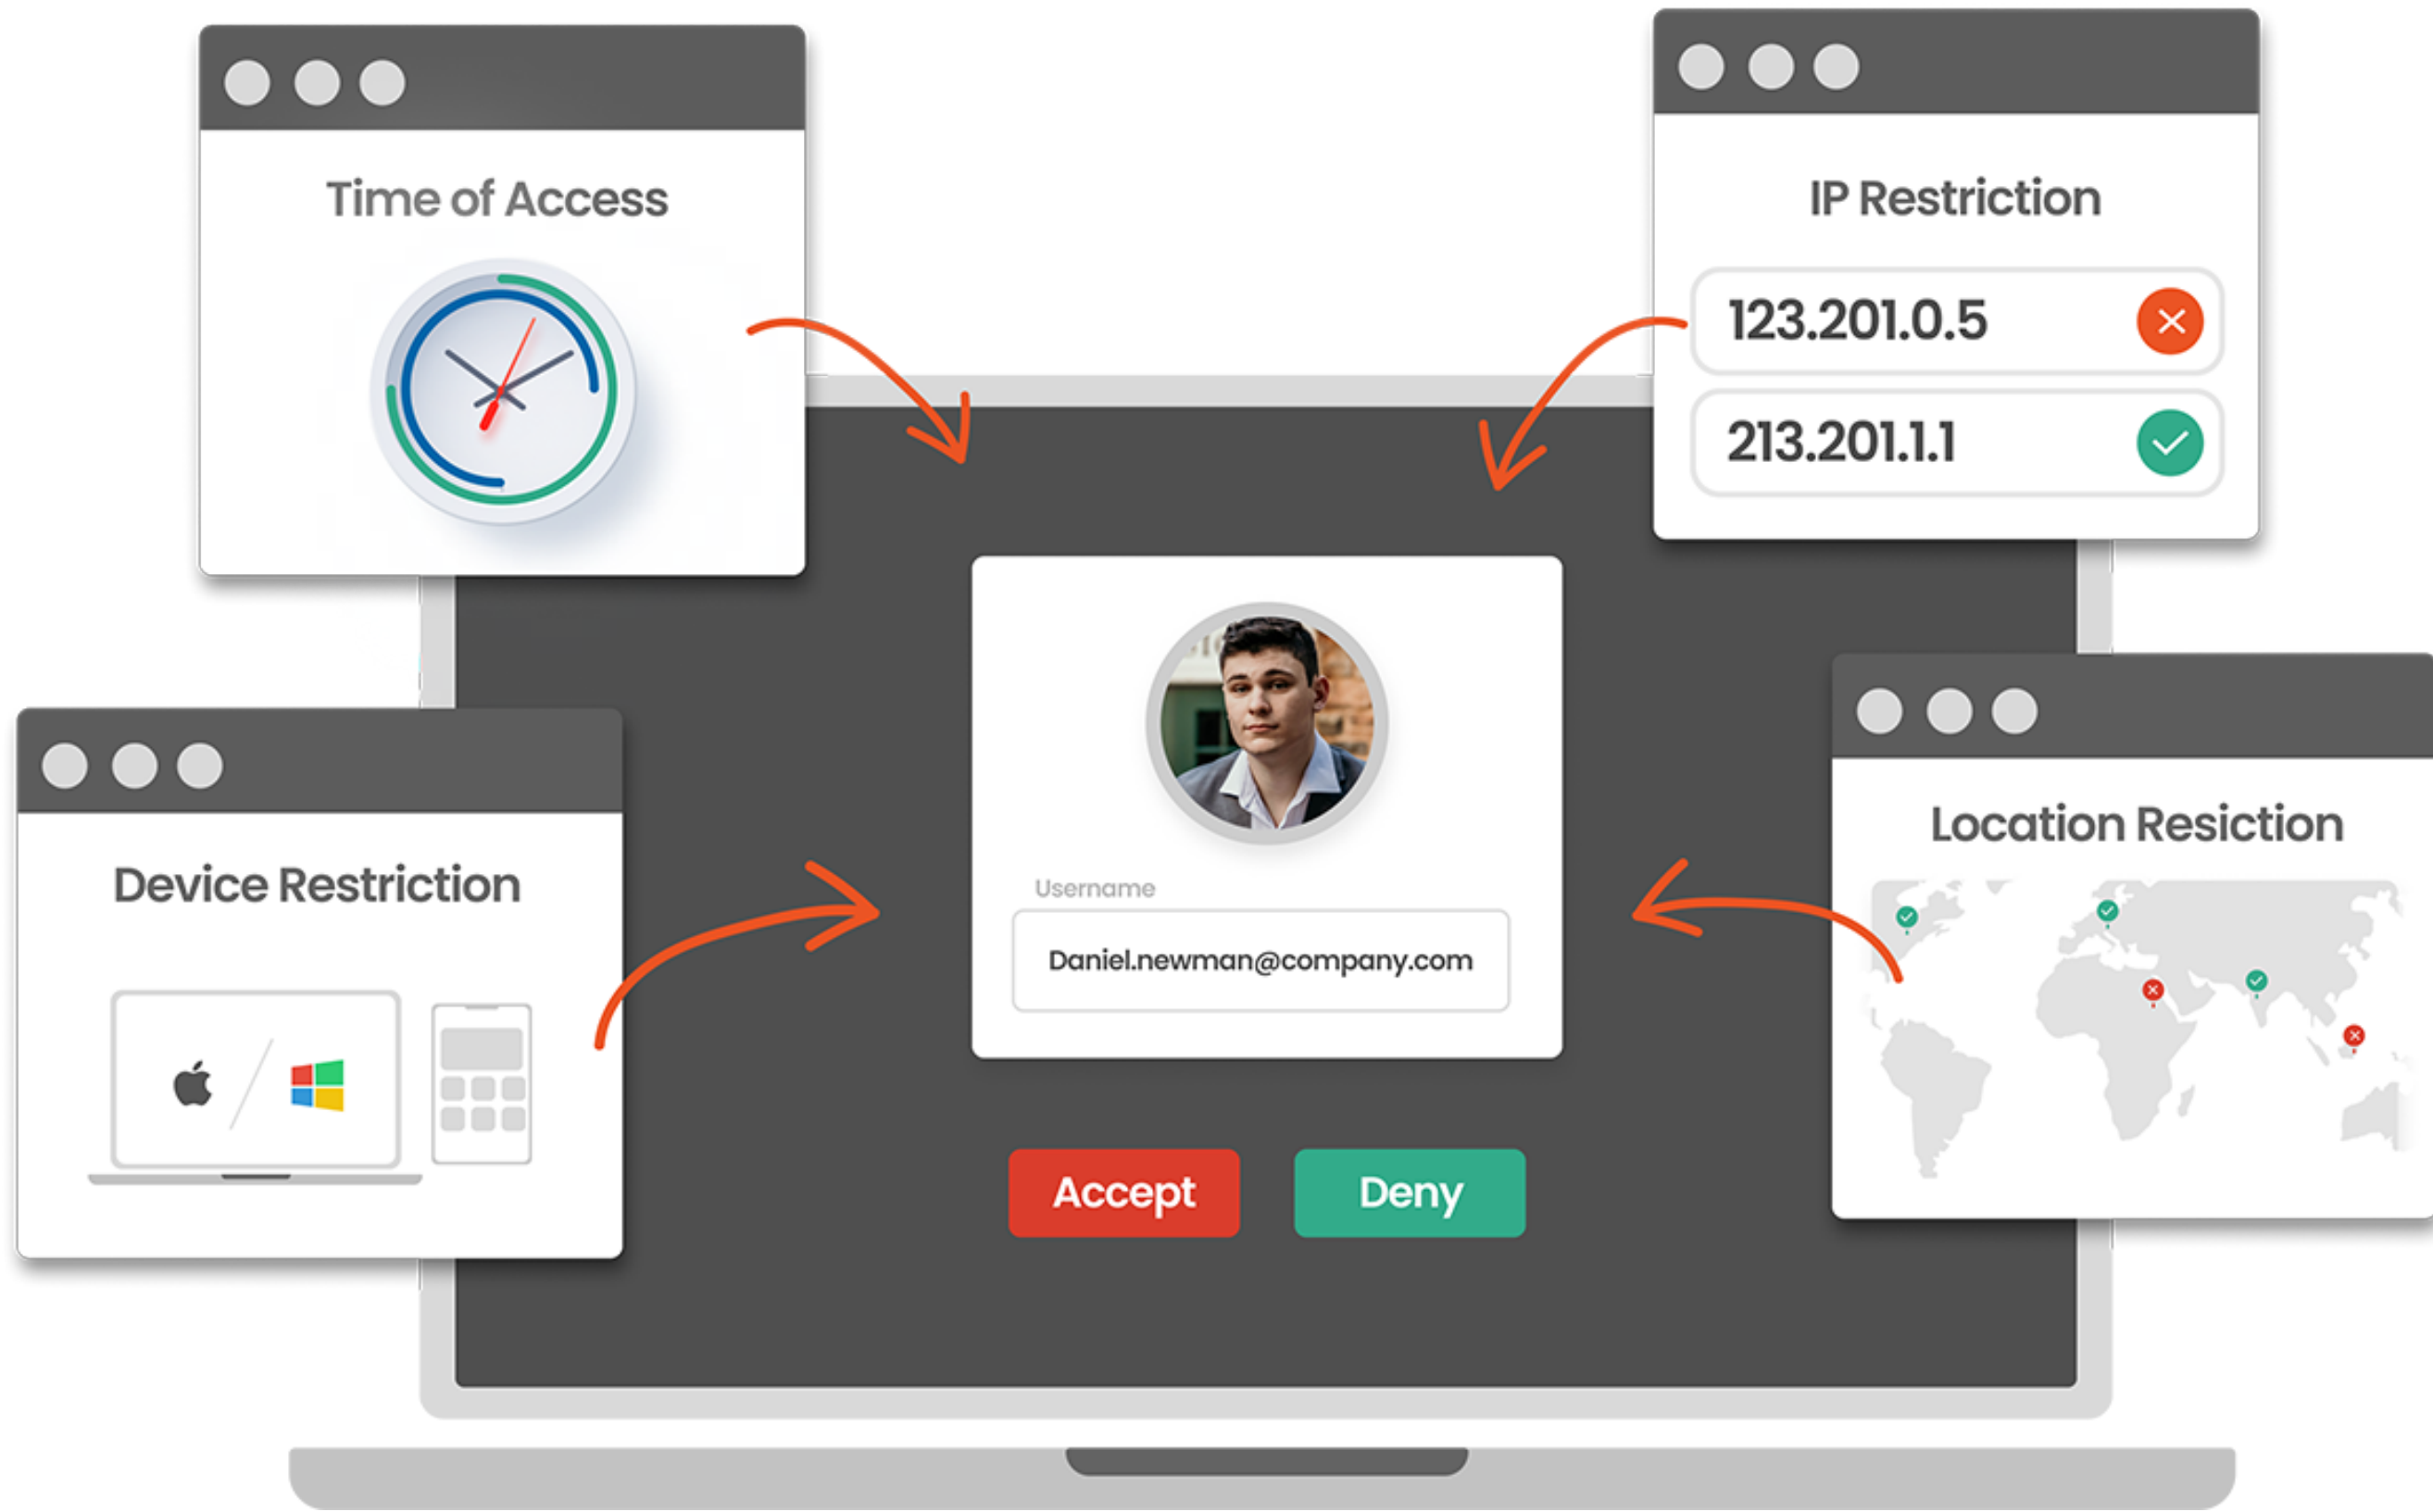 Time of Access
IP Restriction
123.201.0.5
213.201.1.1
Device Restriction
Location Resiction
Username
Daniel.newman@company.com
Accept
Deny